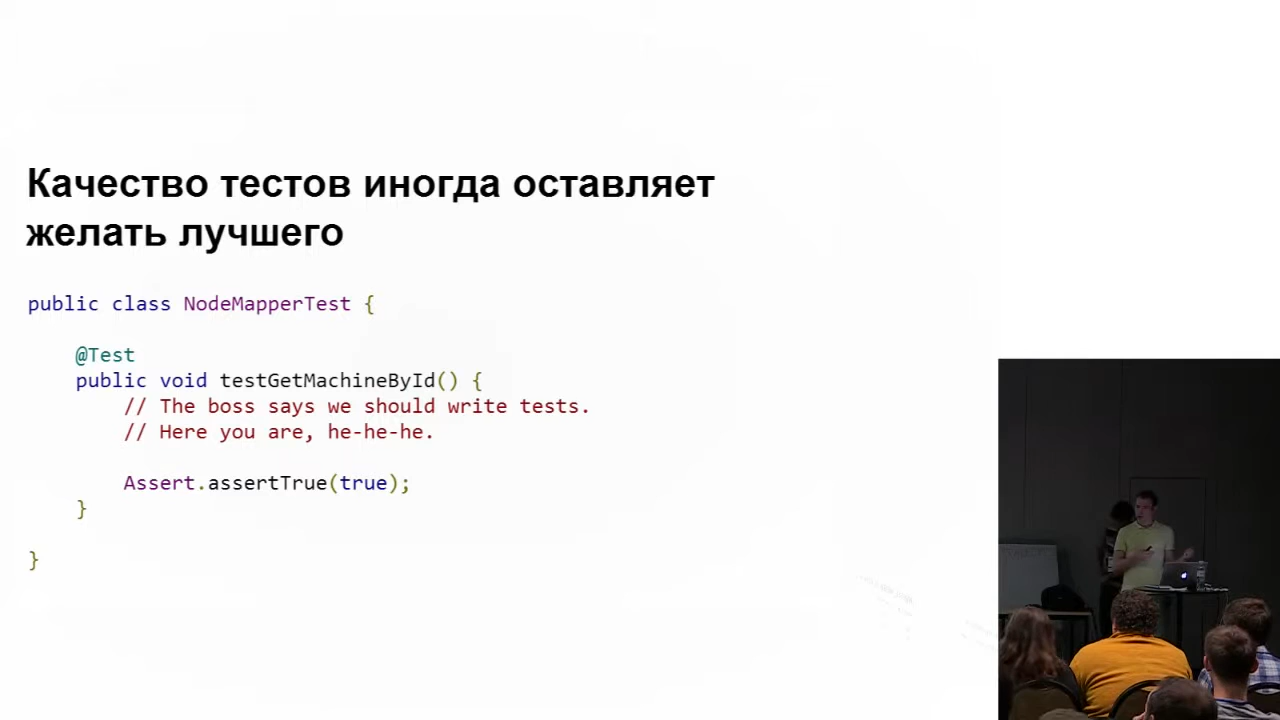 Качество тестов иногда оставляет
желать лучшего
public class NodeMapperTest {
@Test
public void testGetMachineById() {
// The boss says we should write tests.
// Here you are, he-he-he.
Assert.assertTrue(true);
}
}